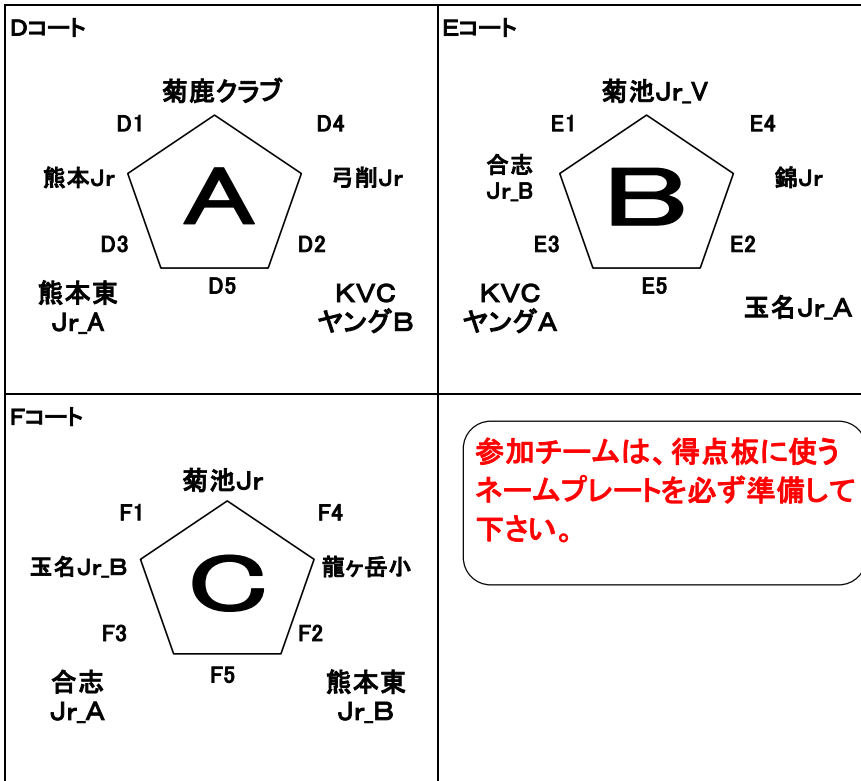 Dコート
菊鹿クラブ
D1
D4
熊本Jr
A
弓削Jr
D3
D2
D5
熊本東
Jr_A
KVC
ヤングB
Eコート
菊池Jr_V
E1
E4
合志
Jr_B
B
錦Jr
E3
E2
E5
KVC
ヤングA
玉名Jr_A
Fコート
菊池Jr
F1
F4
玉名Jr_B
C
龍ヶ岳小
F3
F2
F5
合志
Jr_A
熊本東
Jr_B
参加チームは、得点板に使う
ネームプレートを必ず準備して
下さい。